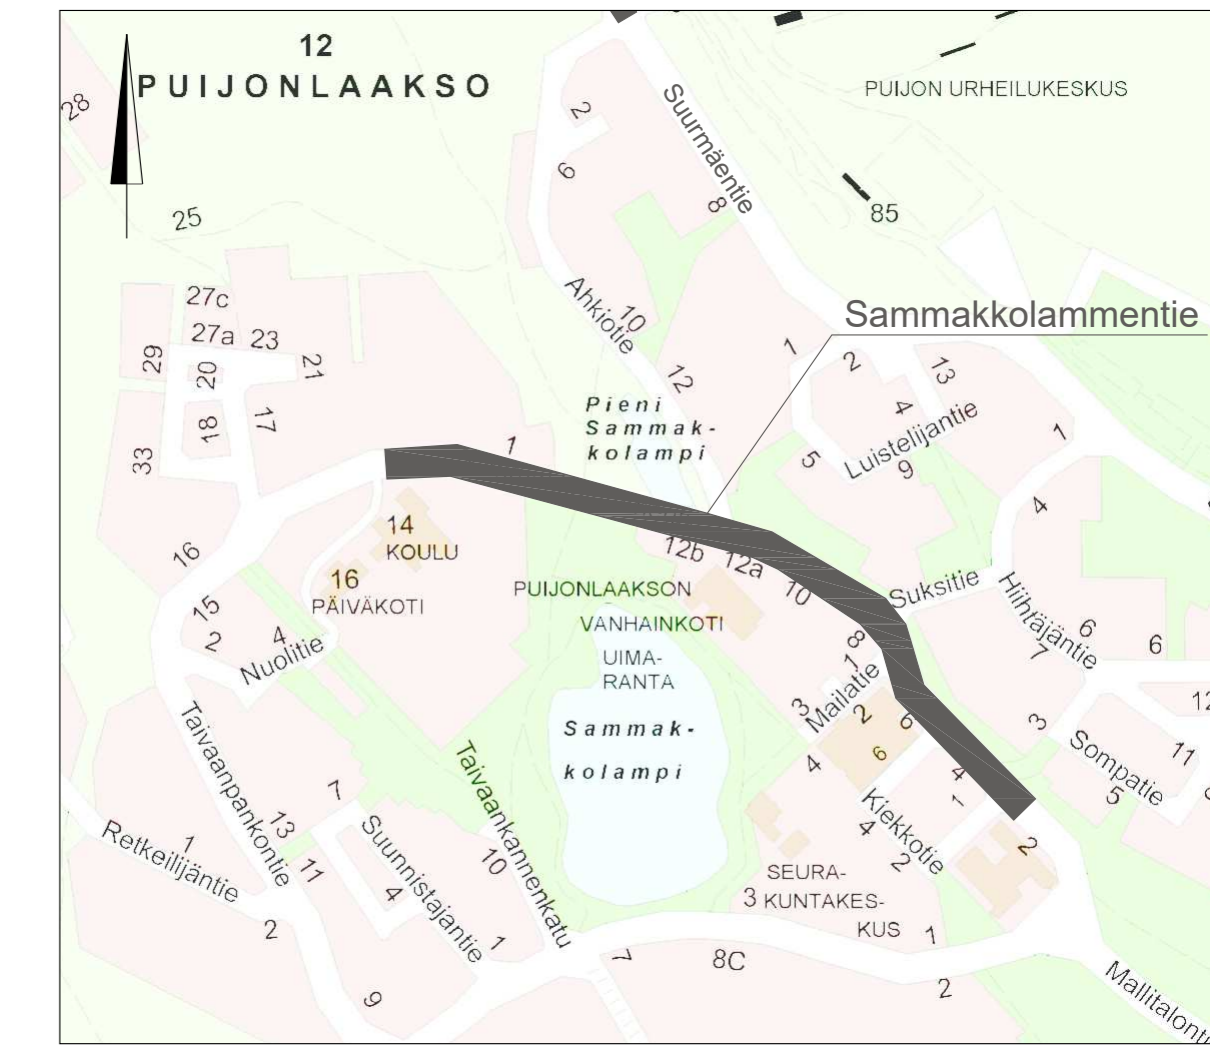 12
PUIJONLAAKSO
PUIJON URHEILUKESKUS
28
2
Suurmäentie
6
8
85
25
Ahkiotie
10
27c
27a
23
29
20
21
Sammakkolammentie
1
2
13
12
4
Luistelijantie
1
5
9
Pieni
Sammak-
kolampi
18
17
33
1
4
14
KOULU
16
12b
12a
10
16
PÄIVÄKOTI
PUIJONLAAKSON
VANHAINKOTI
Suksitie
Hiihtäjäntie
6
6
7
15
2
4
Nuolitie
UIMA-
RANTA
8
1
Mailatie
3
2
6
12
3
Sammak-
kolampi
4
6
Sompatie
11
5
Taivaanpankontie
Taivaankannenkatu
4
1
Kiekkotie
4
2
2
7
13
Suunnistajantie
1
Retkeilijäntie
11
4
10
2
1
SEURA-
3 KUNTAKES-
KUS
1
7
8C
2
9
Mallitalonti